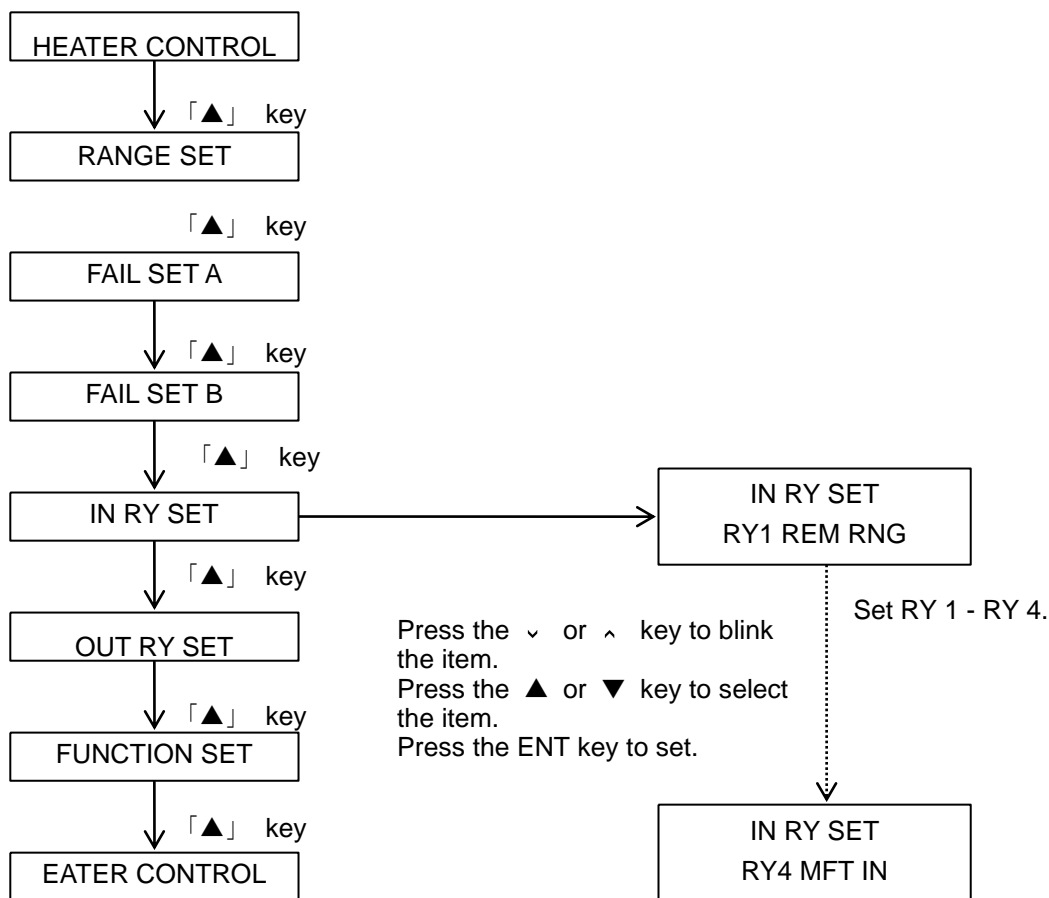 HEATER CONTROL
「▲」 key
RANGE SET
「▲」 key
FAIL SET A
「▲」 key
FAIL SET B
「▲」 key
IN RY SET
IN RY SET
RY1 REM RNG
「▲」 key
Set RY 1 - RY 4.
OUT RY SET
Press the ⌄ or ⌃ key to blink
the item.
Press the ▲ or ▼ key to select
the item.
Press the ENT key to set.
「▲」 key
FUNCTION SET
「▲」 key
EATER CONTROL
IN RY SET
RY4 MFT IN